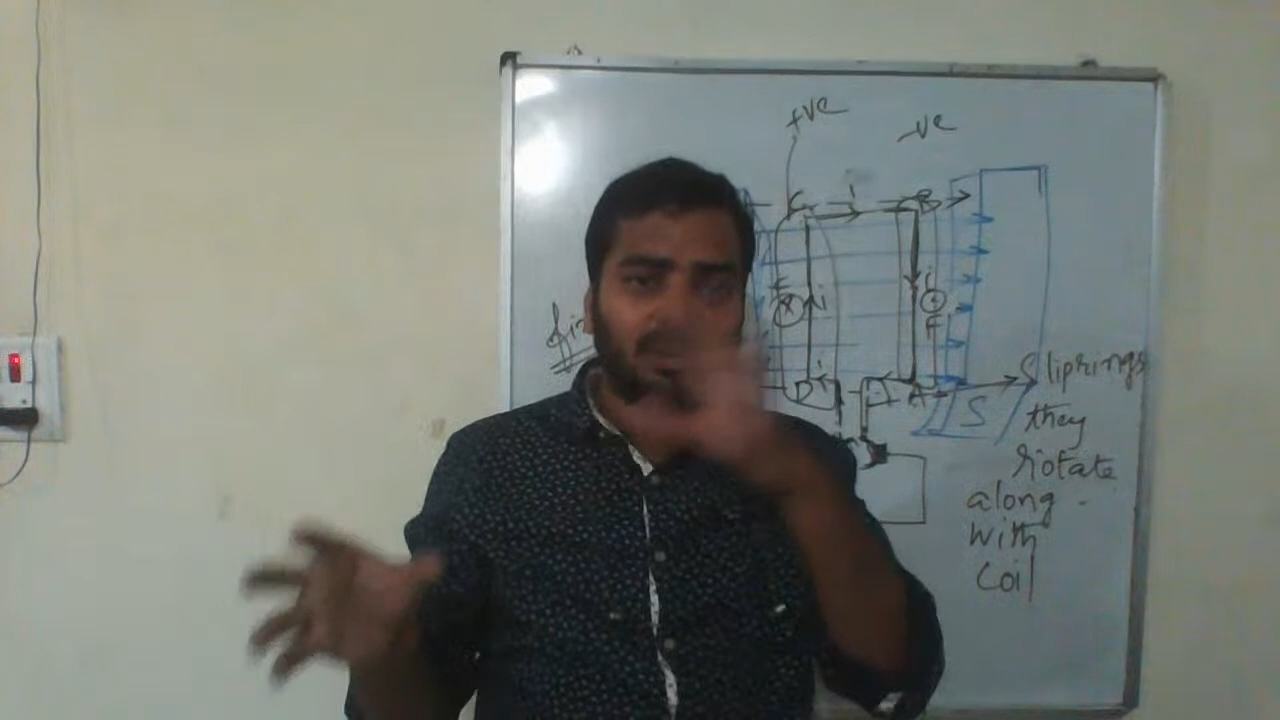 +ve
-ve
C
i
B
i
i
F
D
i
A
S
Sliprings
they
rotate
along
with
coil